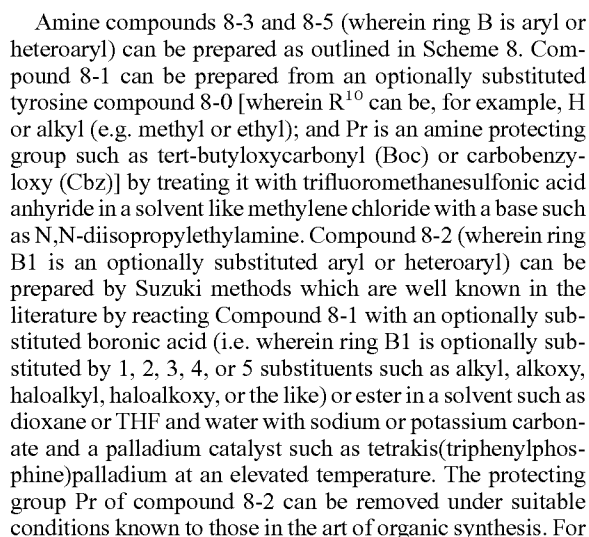 Amine compounds 8-3 and 8-5 (wherein ring B is aryl or
heteroaryl) can be prepared as outlined in Scheme 8. Com-
pound 8-1 can be prepared from an optionally substituted
tyrosine compound 8-0 [wherein R¹⁰ can be, for example, H
or alkyl (e.g. methyl or ethyl); and Pr is an amine protecting
group such as tert-butyloxycarbonyl (Boc) or carbobenzy-
loxy (Cbz)] by treating it with trifluoromethanesulfonic acid
anhyride in a solvent like methylene chloride with a base such
as N,N-diisopropylethylamine. Compound 8-2 (wherein ring
B1 is an optionally substituted aryl or heteroaryl) can be
prepared by Suzuki methods which are well known in the
literature by reacting Compound 8-1 with an optionally sub-
stituted boronic acid (i.e. wherein ring B1 is optionally sub-
stituted by 1, 2, 3, 4, or 5 substituents such as alkyl, alkoxy,
haloalkyl, haloalkoxy, or the like) or ester in a solvent such as
dioxane or THF and water with sodium or potassium carbon-
ate and a palladium catalyst such as tetrakis(triphenylphos-
phine)palladium at an elevated temperature. The protecting
group Pr of compound 8-2 can be removed under suitable
conditions known to those in the art of organic synthesis. For